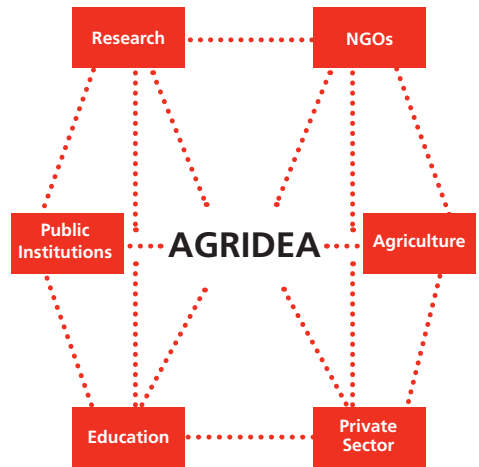 Research
NGOs
Public
Institutions
AGRIDEA
Agriculture
Education
Private
Sector